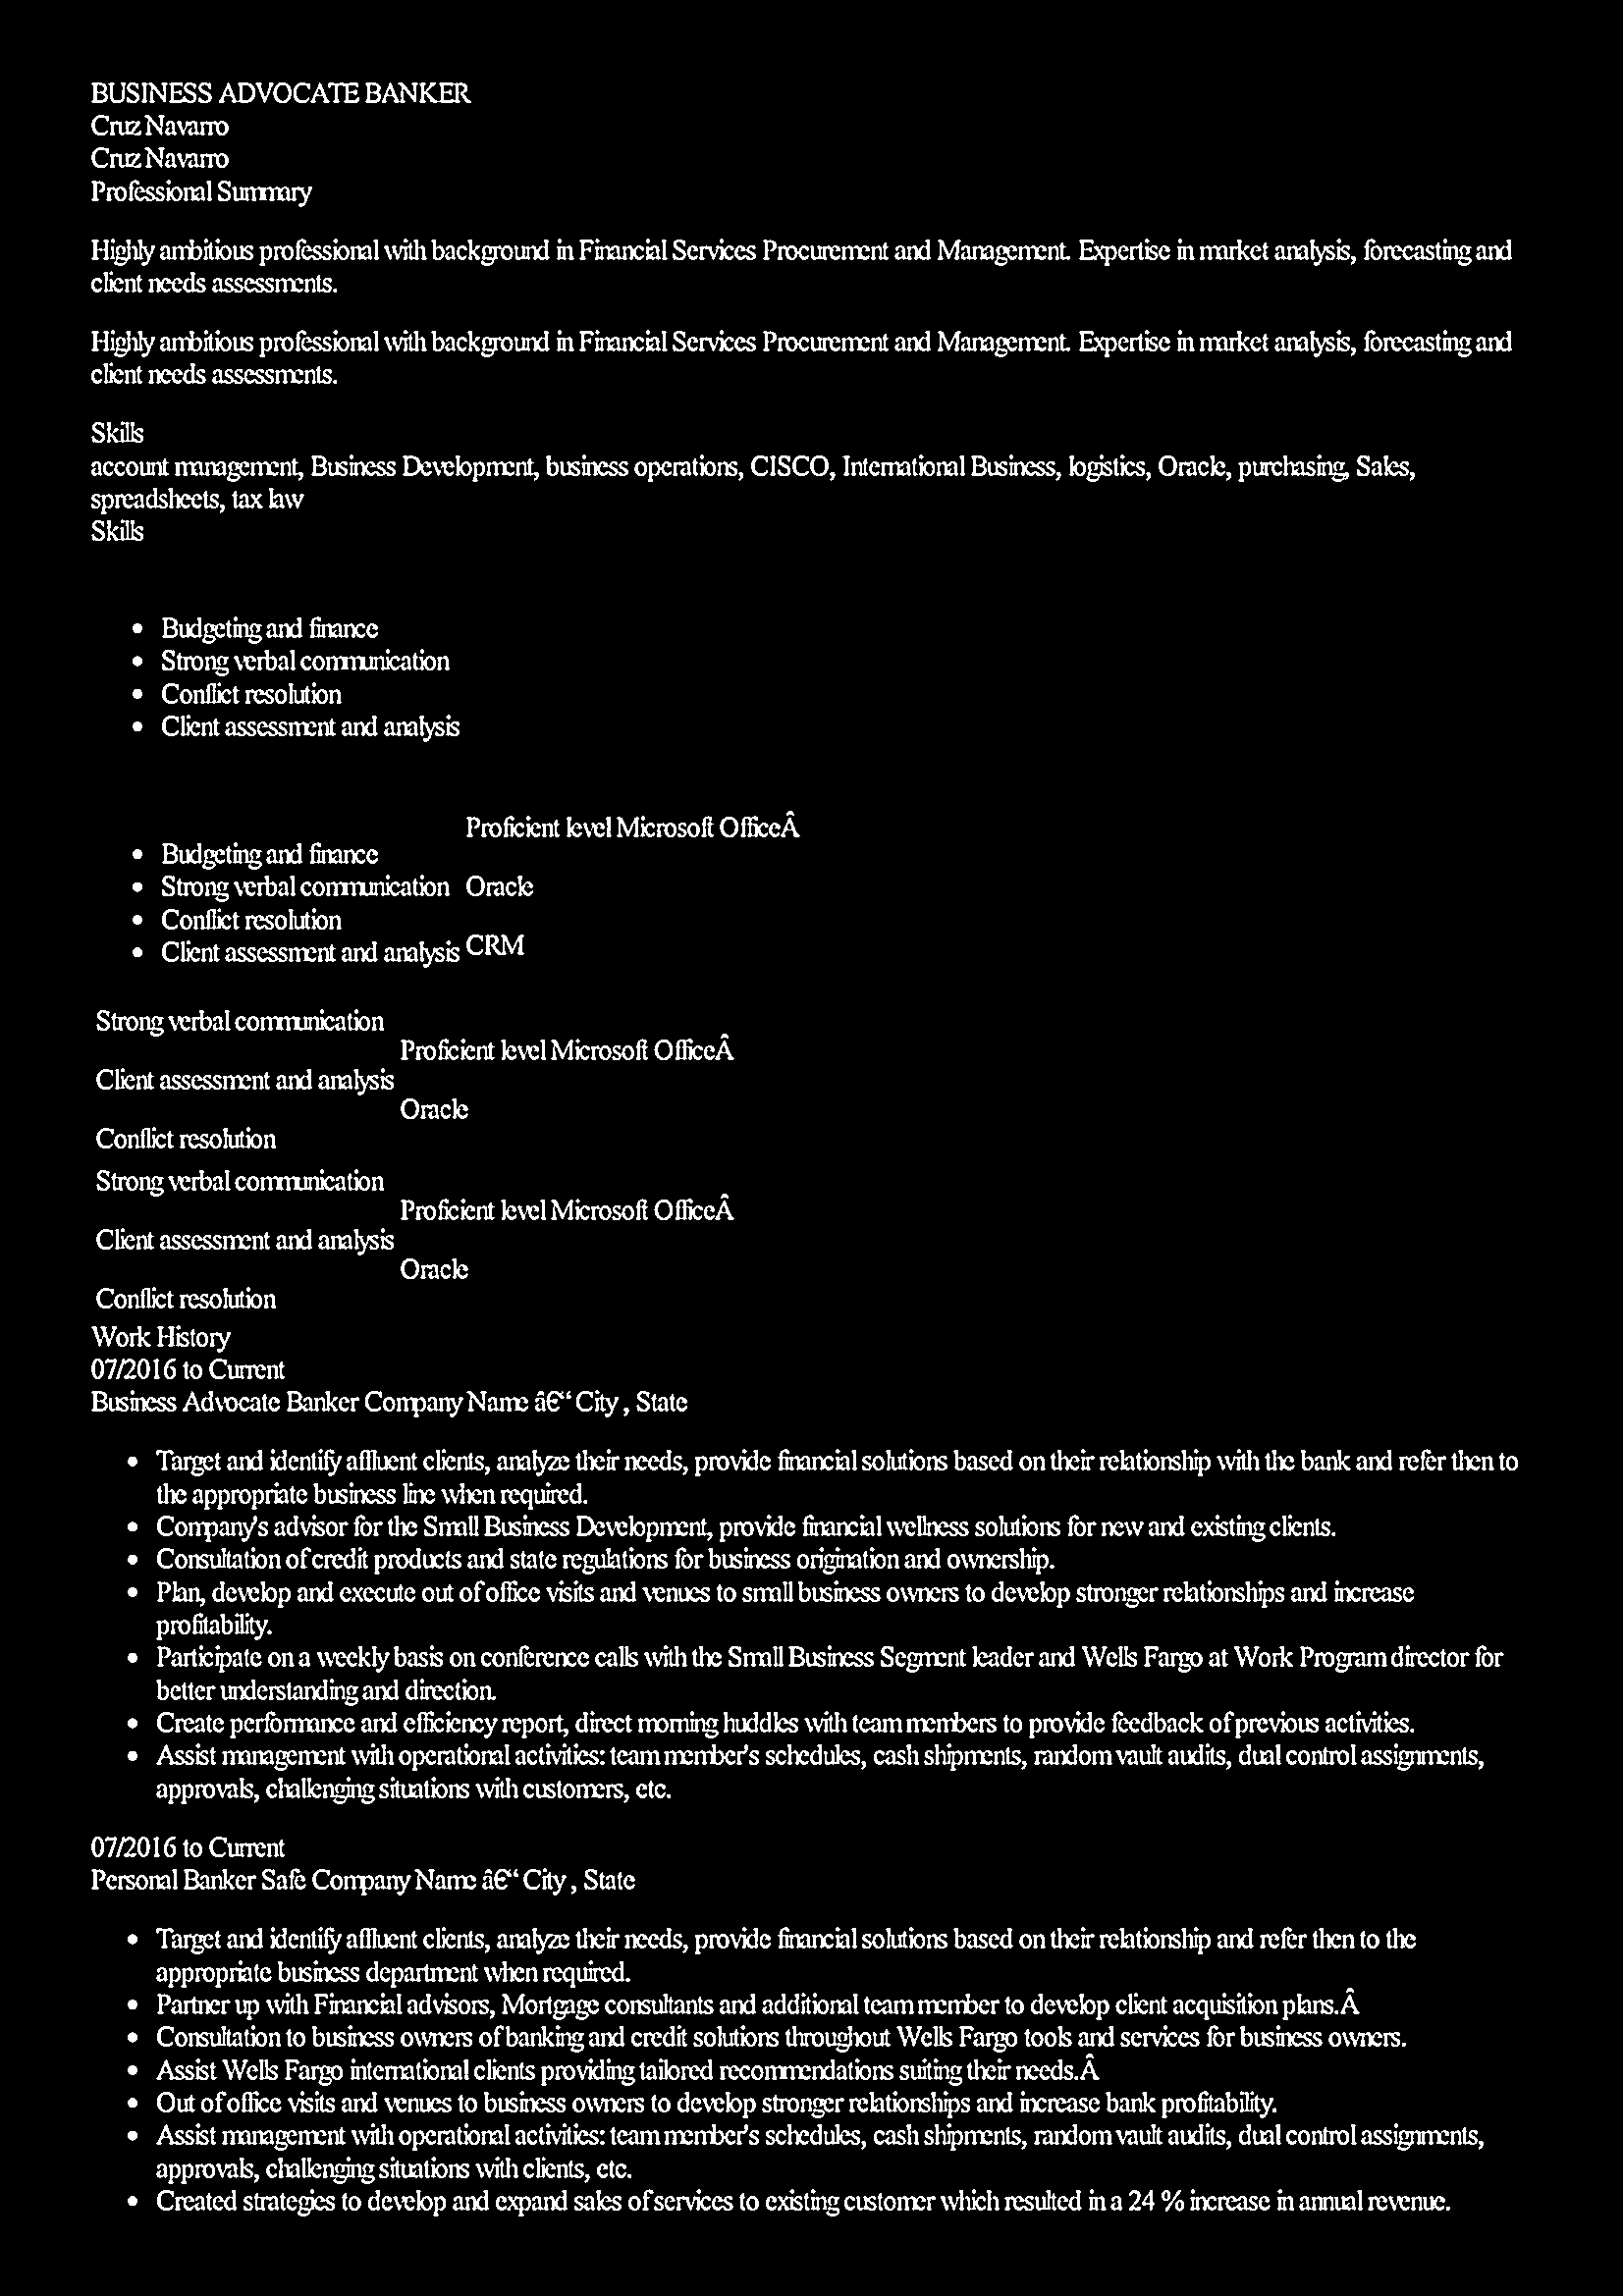 BUSINESS ADVOCATE BANKER
Cruz Navarro
Cruz Navarro
Professional Summary
Highly ambitious professional with background in Financial Services Procurement and Management. Expertise in market analysis, forecasting and
client needs assessments.
Highly ambitious professional with background in Financial Services Procurement and Management. Expertise in market analysis, forecasting and
client needs assessments.
Skills
account management, Business Development, business operations, CISCO, International Business, logistics, Oracle, purchasing, Sales,
spreadsheets, tax law
Skills
• Budgeting and finance
• Strong verbal communication
• Conflict resolution
• Client assessment and analysis
Proficient level Microsoft OfficeÂ
• Budgeting and finance
• Strong verbal communication Oracle
• Conflict resolution
• Client assessment and analysis CRM
Strong verbal communication
Proficient level Microsoft OfficeÂ
Client assessment and analysis
Oracle
Conflict resolution
Strong verbal communication
Proficient level Microsoft OfficeÂ
Client assessment and analysis
Oracle
Conflict resolution
Work History
07/2016 to Current
Business Advocate Banker Company Name â€“ City , State
• Target and identify affluent clients, analyze their needs, provide financial solutions based on their relationship with the bank and refer then to
the appropriate business line when required.
• Company's advisor for the Small Business Development, provide financial wellness solutions for new and existing clients.
• Consultation of credit products and state regulations for business origination and ownership.
• Plan, develop and execute out of office visits and venues to small business owners to develop stronger relationships and increase
profitability.
• Participate on a weekly basis on conference calls with the Small Business Segment leader and Wells Fargo at Work Program director for
better understanding and direction.
• Create performance and efficiency report, direct morning huddles with team members to provide feedback of previous activities.
• Assist management with operational activities: team member's schedules, cash shipments, random vault audits, dual control assignments,
approvals, challenging situations with customers, etc.
07/2016 to Current
Personal Banker Safe Company Name â€“ City , State
• Target and identify affluent clients, analyze their needs, provide financial solutions based on their relationship and refer then to the
appropriate business department when required.
• Partner up with Financial advisors, Mortgage consultants and additional team member to develop client acquisition plans.Â
• Consultation to business owners of banking and credit solutions throughout Wells Fargo tools and services for business owners.
• Assist Wells Fargo international clients providing tailored recommendations suiting their needs.Â
• Out of office visits and venues to business owners to develop stronger relationships and increase bank profitability.
• Assist management with operational activities: team member's schedules, cash shipments, random vault audits, dual control assignments,
approvals, challenging situations with clients, etc.
• Created strategies to develop and expand sales of services to existing customer which resulted in a 24 % increase in annual revenue.